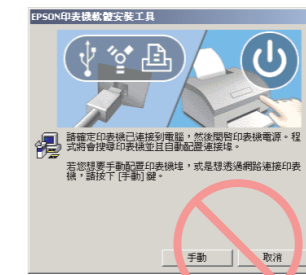 EPSON印表機軟體安裝工具
請確定印表機已連接到電腦，然後開啟印表機電源。程
式將會搜尋印表機並且自動配置連接埠。
若您想要手動配置印表機埠，或是想透過網路連接印表
機，請按下 [手動] 鍵。
手動
取消